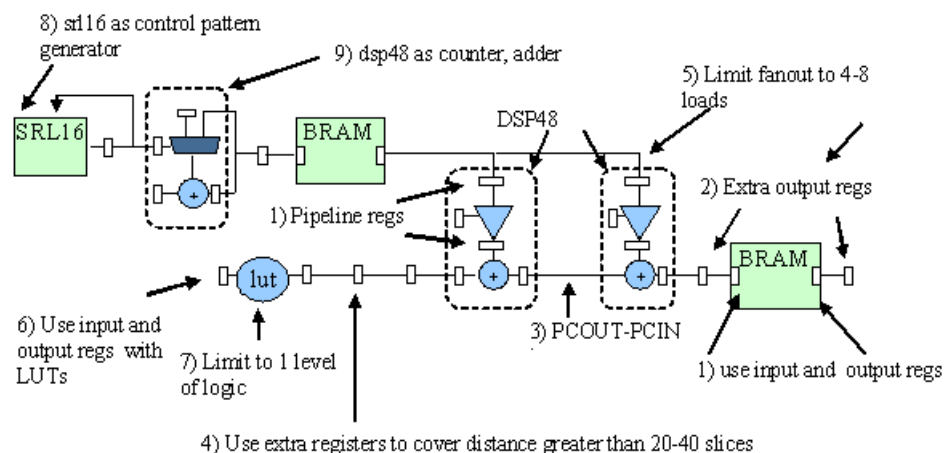 8) srl16 as control pattern
generator
9) dsp48 as counter, adder
5) Limit fanout to 4-8
loads
SRL16
BRAM
DSP48
+
1) Pipeline regs
2) Extra output regs
lut
+
+
BRAM
6) Use input and
output regs with
LUTs
7) Limit to 1 level
of logic
3) PCOUT-PCIN
1) use input and output regs
4) Use extra registers to cover distance greater than 20-40 slices